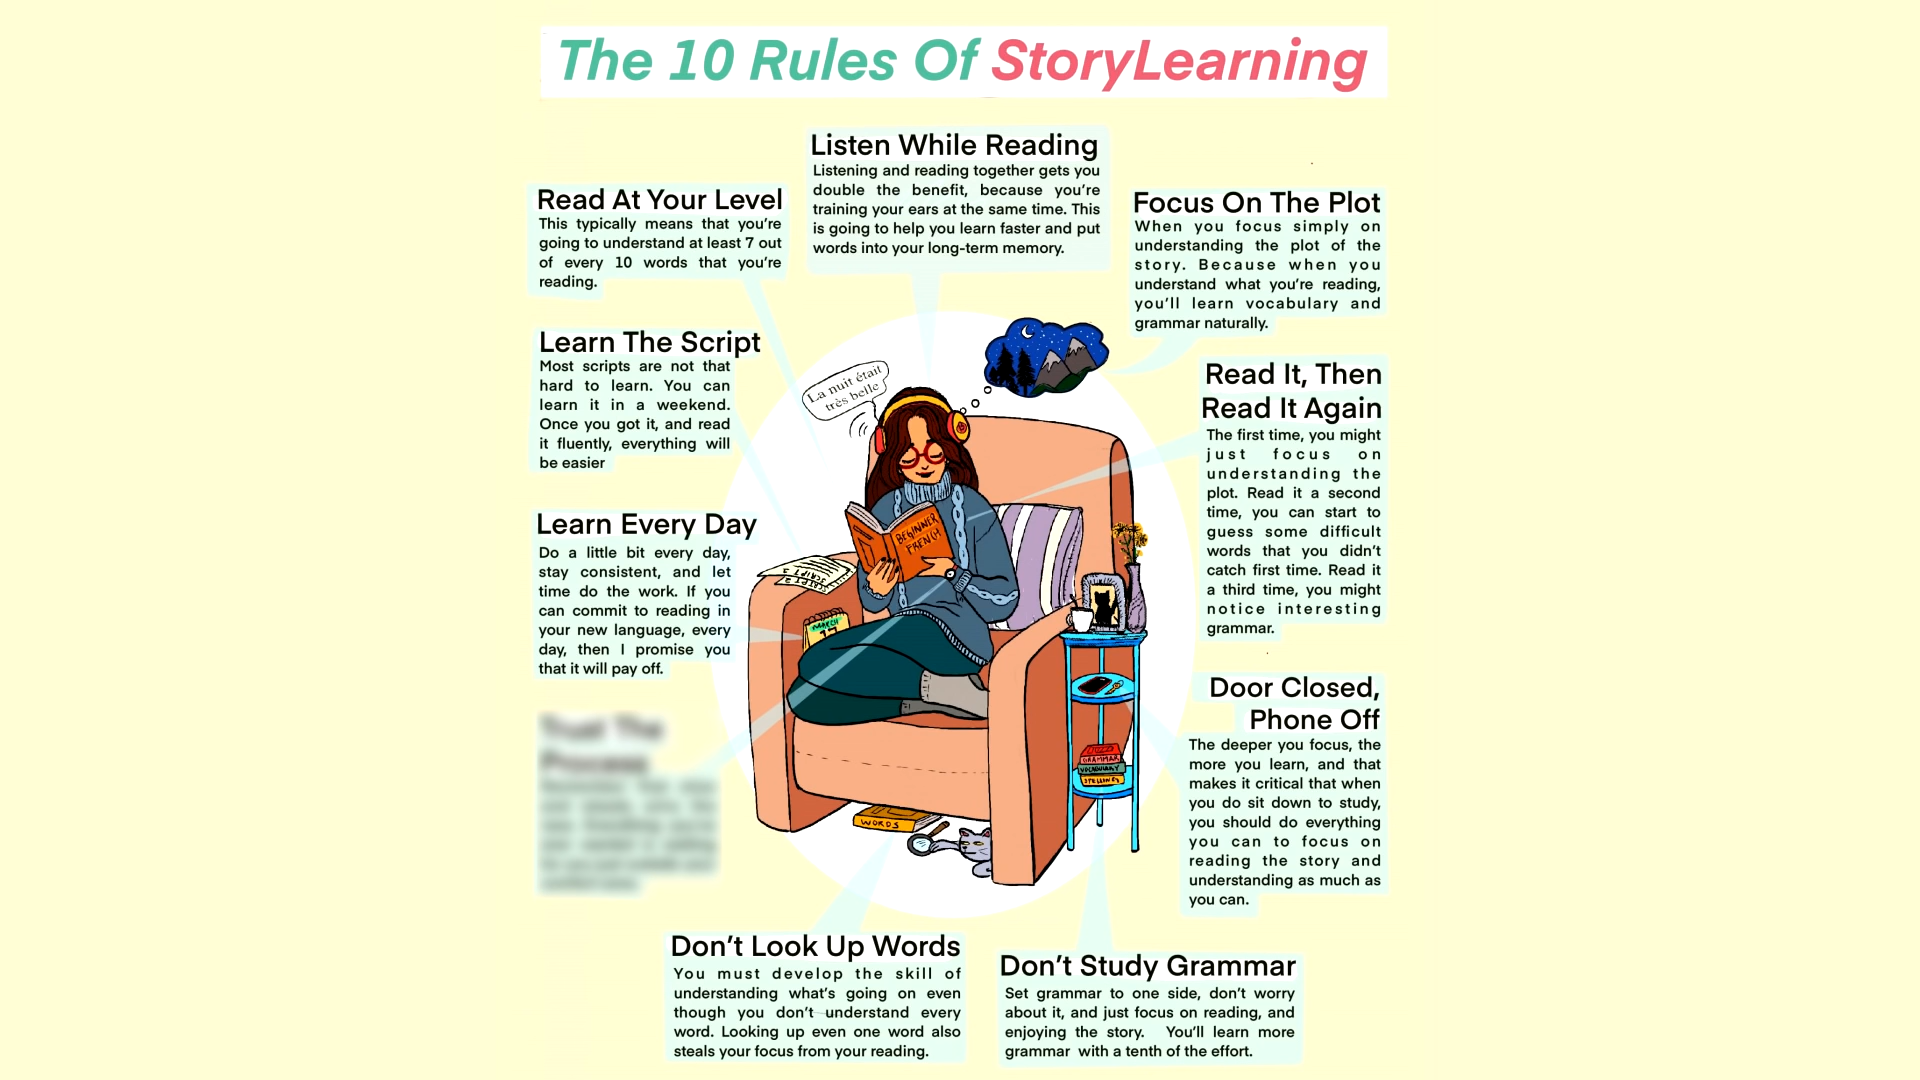 The 10 Rules Of StoryLearning
Listen While Reading
Listening and reading together gets you
double the benefit, because you're
training your ears at the same time. This
is going to help you learn faster and put
words into your long-term memory.
Read At Your Level
This typically means that you're
going to understand at least 7 out
of every 10 words that you're
reading.
Focus On The Plot
When you focus simply on
understanding the plot of the
story. Because when you
understand what you're reading,
you'll learn vocabulary and
grammar naturally.
Learn The Script
Most scripts are not that
hard to learn. You can
learn it in a weekend.
Once you got it, and read
it fluently, everything will
be easier
La nuit était
très belle
Read It, Then
Read It Again
The first time, you might
just focus on
understanding the
plot. Read it a second
time, you can start to
guess some difficult
words that you didn't
catch first time. Read it
a third time, you might
notice interesting
grammar.
Learn Every Day
Do a little bit every day,
stay consistent, and let
time do the work. If you
can commit to reading in
your new language, every
day, then I promise you
that it will pay off.
BEGINNER
FRENCH
SCRIPT 3
SCRIPT 2
MARCH
17
Trust The
Process
Door Closed,
Phone Off
The deeper you focus, the
more you learn, and that
makes it critical that when
you do sit down to study,
you should do everything
you can to focus on
reading the story and
understanding as much as
you can.
GRAMMAR
VOCABULARY
SPELLING
WORDS
Don't Look Up Words
You must develop the skill of
understanding what's going on even
though you don't understand every
word. Looking up even one word also
steals your focus from your reading.
Don't Study Grammar
Set grammar to one side, don't worry
about it, and just focus on reading, and
enjoying the story. You'll learn more
grammar with a tenth of the effort.